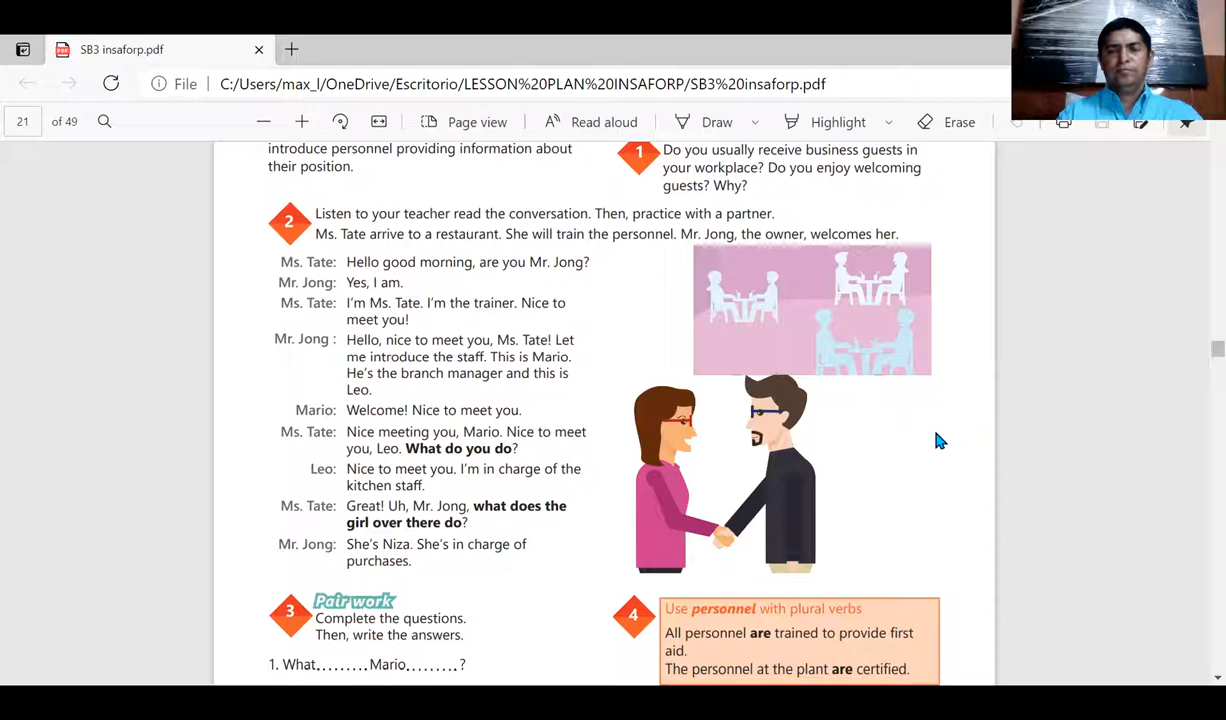 SB3 insaforp.pdf
File C:/Users/max_l/OneDrive/Escritorio/LESSON%20PLAN%20INSAFORP/SB3%20insaforp.pdf
21 of 49 Page view Read aloud Draw Highlight Erase
introduce personnel providing information about
their position.
1
Do you usually receive business guests in
your workplace? Do you enjoy welcoming
guests? Why?
2
Listen to your teacher read the conversation. Then, practice with a partner.
Ms. Tate arrive to a restaurant. She will train the personnel. Mr. Jong, the owner, welcomes her.
Ms. Tate: Hello good morning, are you Mr. Jong?
Mr. Jong: Yes, I am.
Ms. Tate: I'm Ms. Tate. I'm the trainer. Nice to
meet you!
Mr. Jong : Hello, nice to meet you, Ms. Tate! Let
me introduce the staff. This is Mario.
He's the branch manager and this is
Leo.
Mario: Welcome! Nice to meet you.
Ms. Tate: Nice meeting you, Mario. Nice to meet
you, Leo. What do you do?
Leo: Nice to meet you. I'm in charge of the
kitchen staff.
Ms. Tate: Great! Uh, Mr. Jong, what does the
girl over there do?
Mr. Jong: She's Niza. She's in charge of
purchases.
3
Pair work
Complete the questions.
Then, write the answers.
1. What.........Mario.........?
4
Use personnel with plural verbs
All personnel are trained to provide first
aid.
The personnel at the plant are certified.